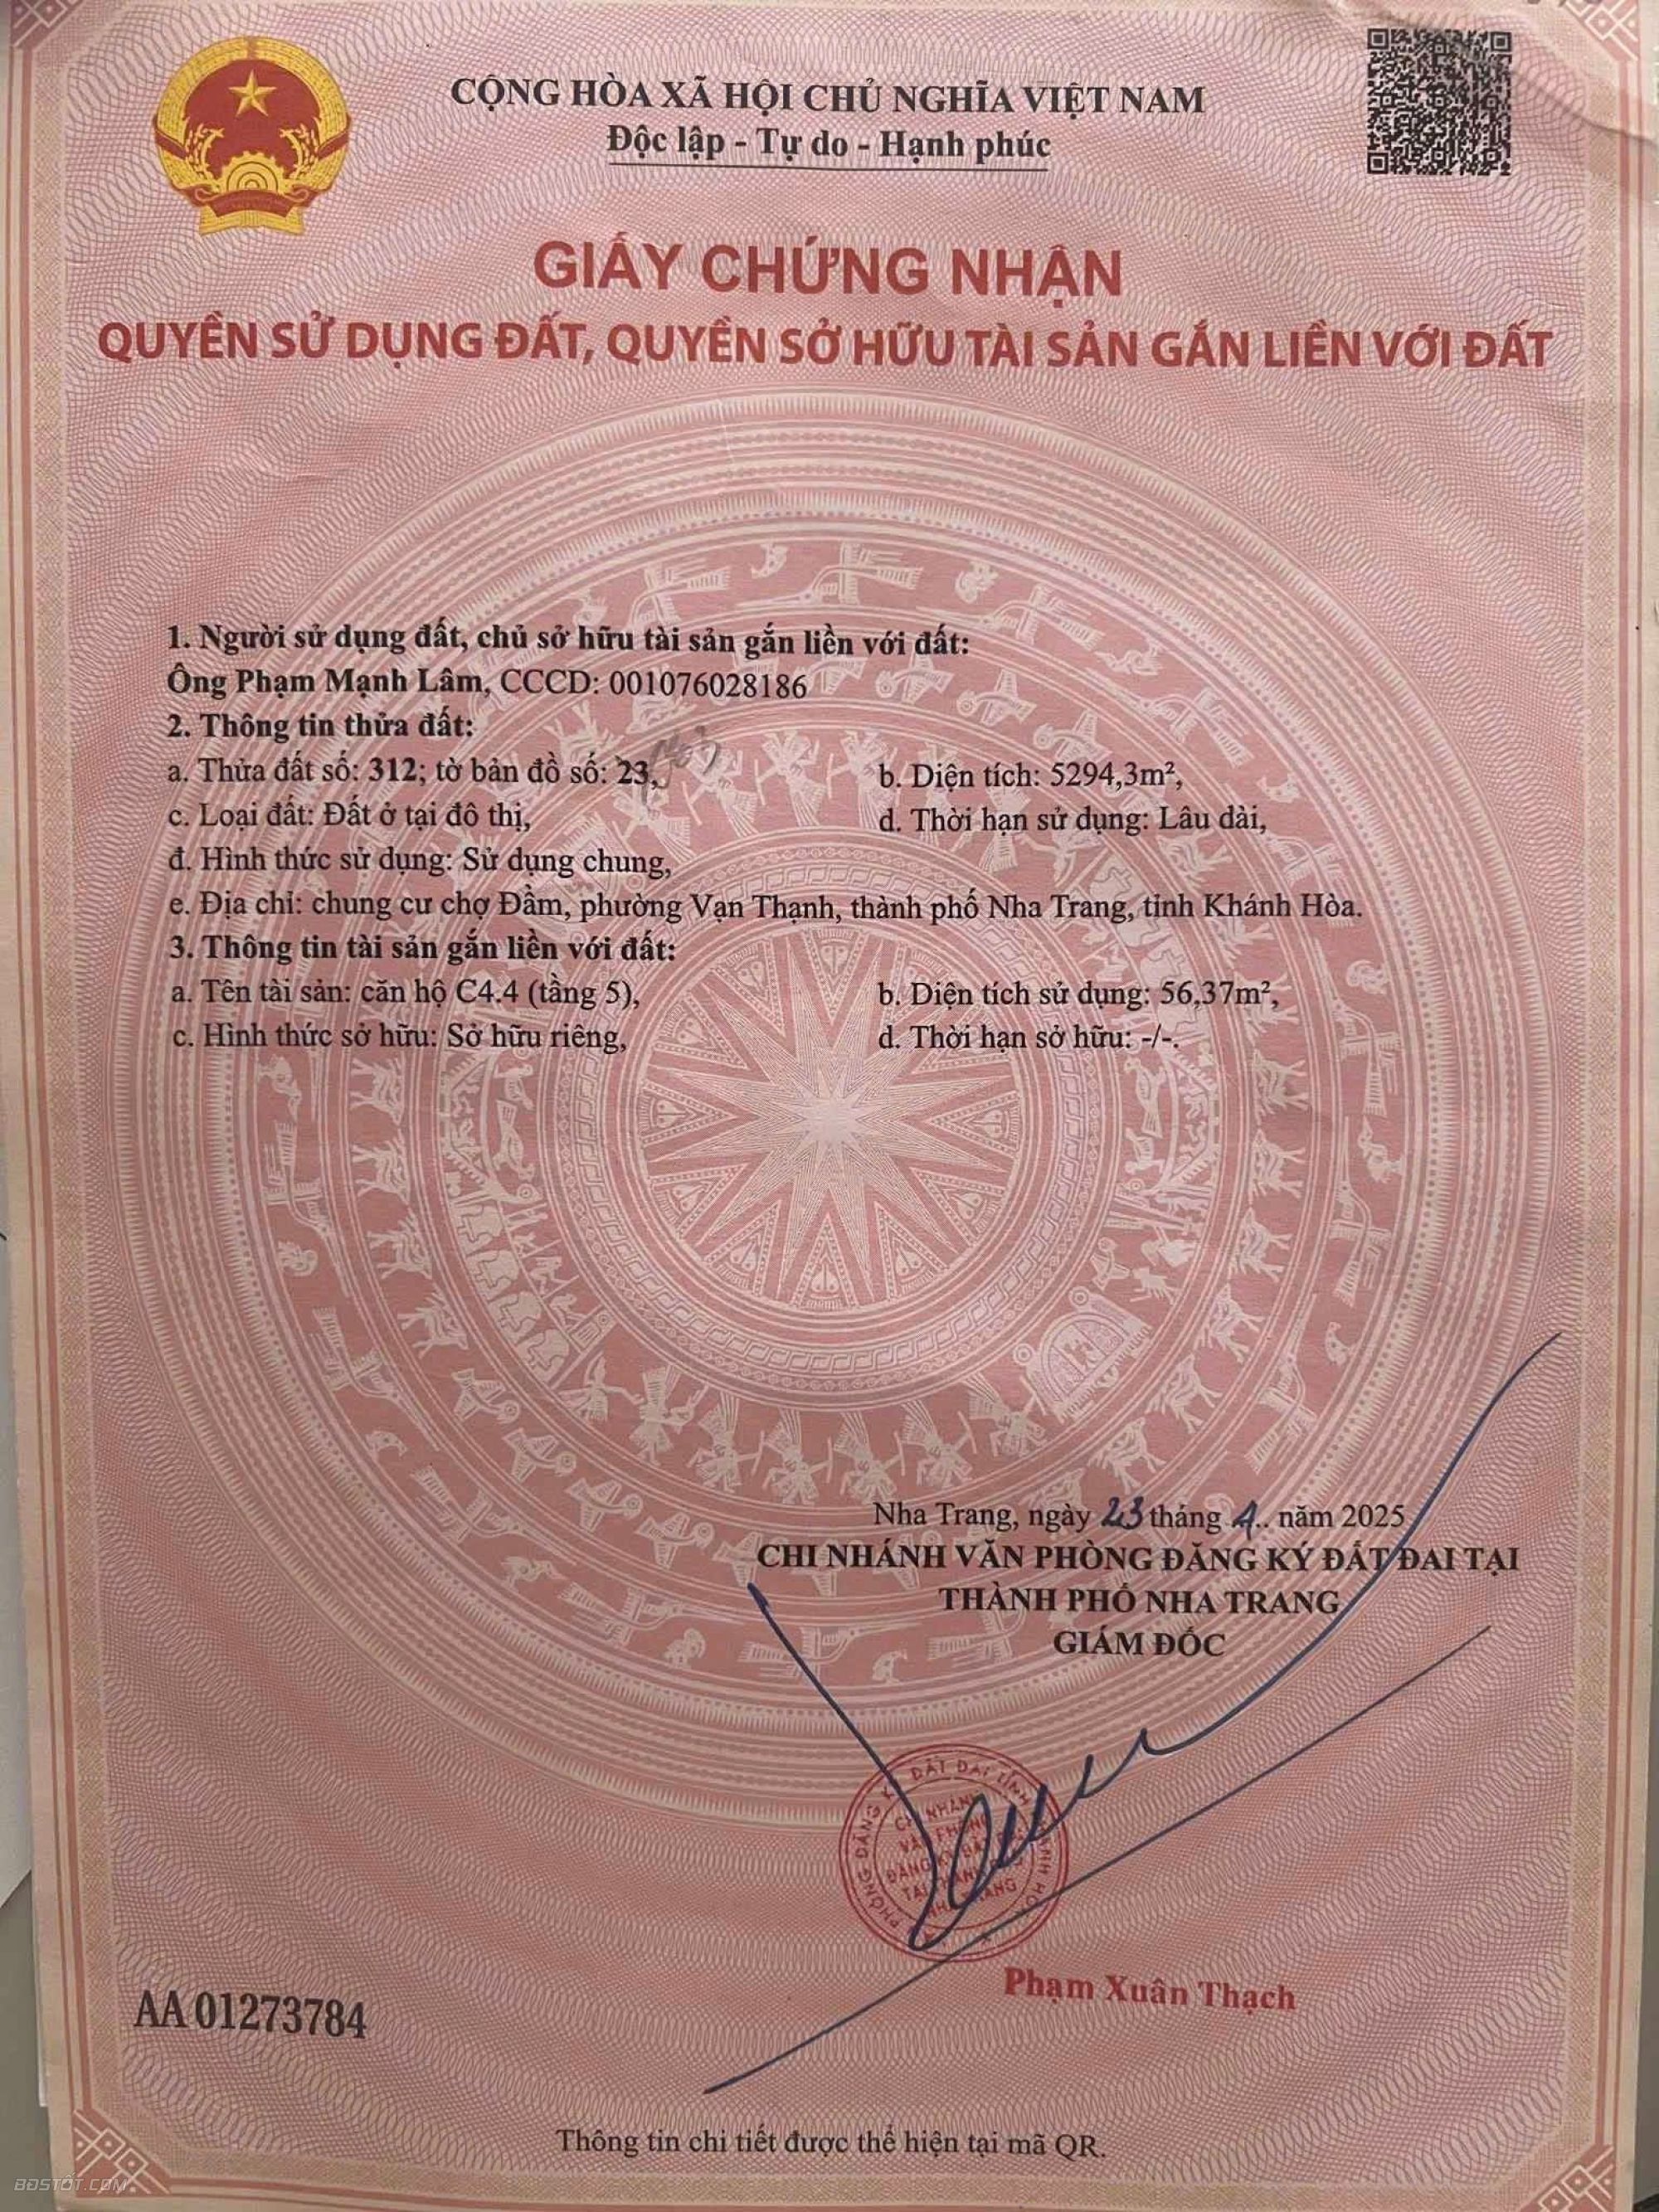 CỘNG HÒA XÃ HỘI CHỦ NGHĨA VIỆT NAM
Độc lập - Tự do - Hạnh phúc
GIẤY CHỨNG NHẬN
QUYỀN SỬ DỤNG ĐẤT, QUYỀN SỞ HỮU TÀI SẢN GẮN LIỀN VỚI ĐẤT
1. Người sử dụng đất, chủ sở hữu tài sản gắn liền với đất:
Ông Phạm Mạnh Lâm, CCCD: 001076028186
2. Thông tin thửa đất:
a. Thửa đất số: 312; tờ bản đồ số: 23, b. Diện tích: 5294,3m²,
c. Loại đất: Đất ở tại đô thị, d. Thời hạn sử dụng: Lâu dài,
đ. Hình thức sử dụng: Sử dụng chung,
e. Địa chỉ: chung cư chợ Đầm, phường Vạn Thạnh, thành phố Nha Trang, tỉnh Khánh Hòa.
3. Thông tin tài sản gắn liền với đất:
a. Tên tài sản: căn hộ C4.4 (tầng 5), b. Diện tích sử dụng: 56,37m²,
c. Hình thức sở hữu: Sở hữu riêng, d. Thời hạn sở hữu: -/-.
Nha Trang, ngày 23 tháng 4.. năm 2025
CHI NHÁNH VĂN PHÒNG ĐĂNG KÝ ĐẤT ĐAI TẠI
THÀNH PHỐ NHA TRANG
GIÁM ĐỐC
Phạm Xuân Thạch
AA 01273784
Thông tin chi tiết được thể hiện tại mã QR.
BĐSTỐT.COM